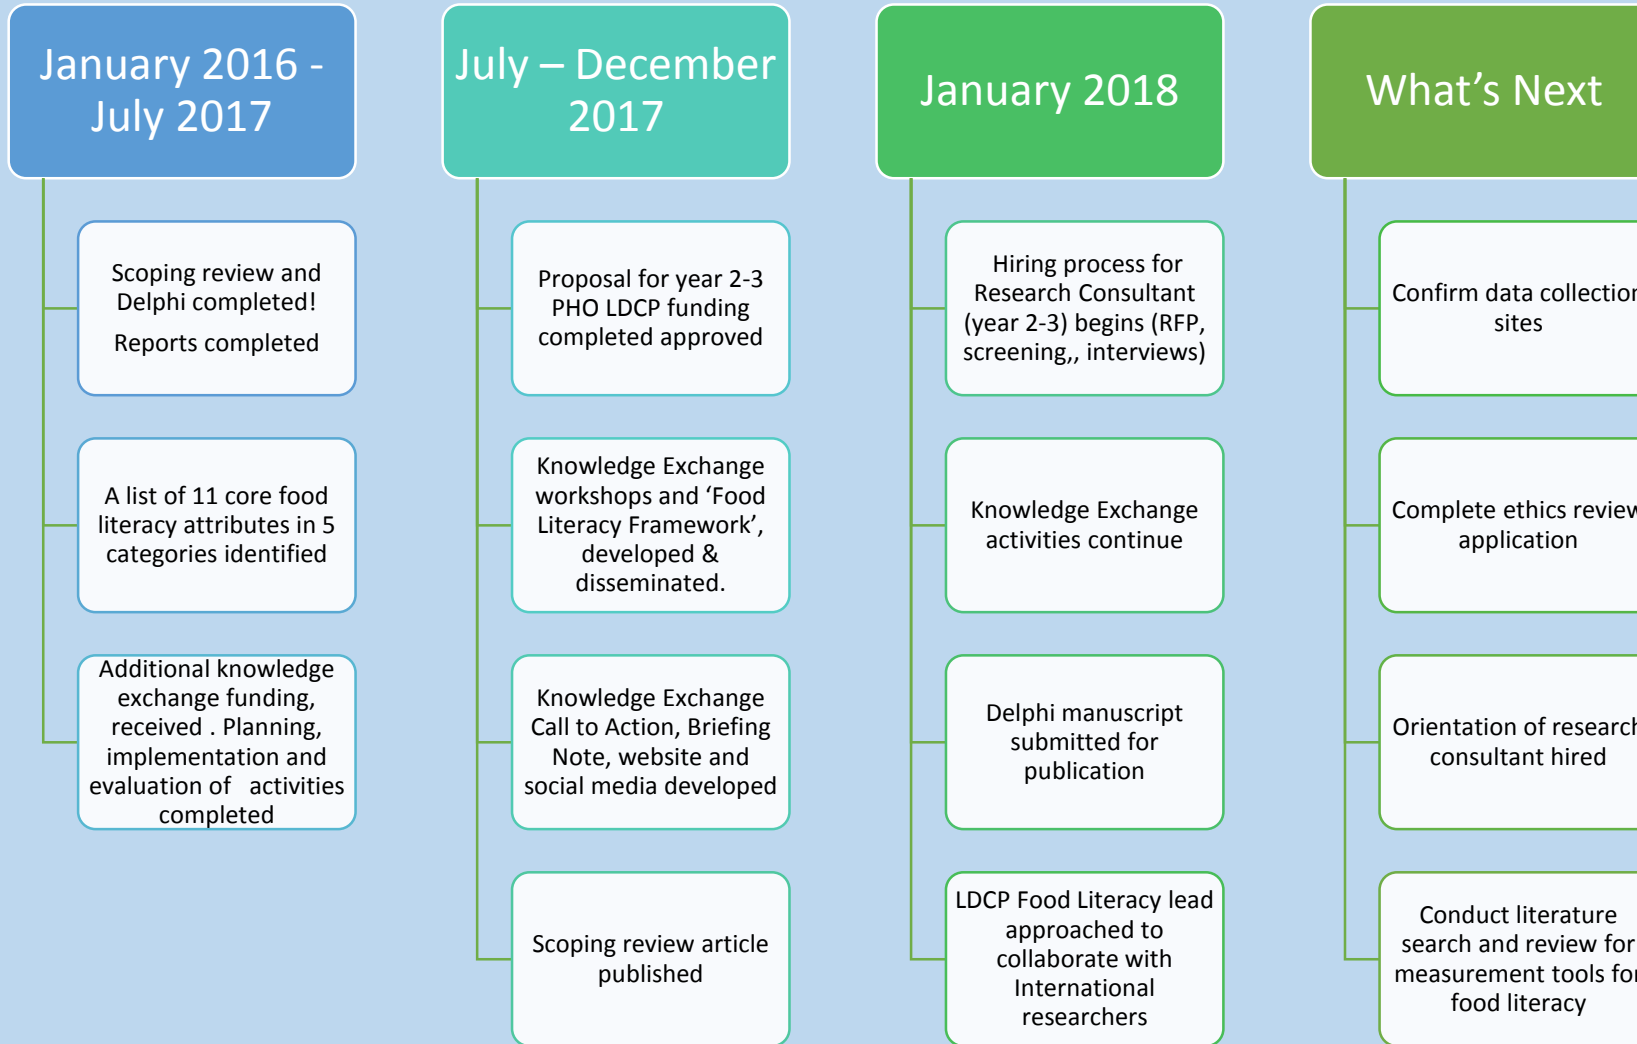 January 2016 -
July 2017
Scoping review and
Delphi completed!
Reports completed
A list of 11 core food
literacy attributes in 5
categories identified
Additional knowledge
exchange funding,
received . Planning,
implementation and
evaluation of   activities
completed
July – December
2017
Proposal for year 2-3
PHO LDCP funding
completed approved
Knowledge Exchange
workshops and ‘Food
Literacy Framework’,
developed &
disseminated.
Knowledge Exchange
Call to Action, Briefing
Note, website and
social media developed
Scoping review article
published
January 2018
Hiring process for
Research Consultant
(year 2-3) begins (RFP,
screening,, interviews)
Knowledge Exchange
activities continue
Delphi manuscript
submitted for
publication
LDCP Food Literacy lead
approached to
collaborate with
International
researchers
What’s Next
Confirm data collection
sites
Complete ethics review
application
Orientation of research
consultant hired
Conduct literature
search and review for
measurement tools for
food literacy